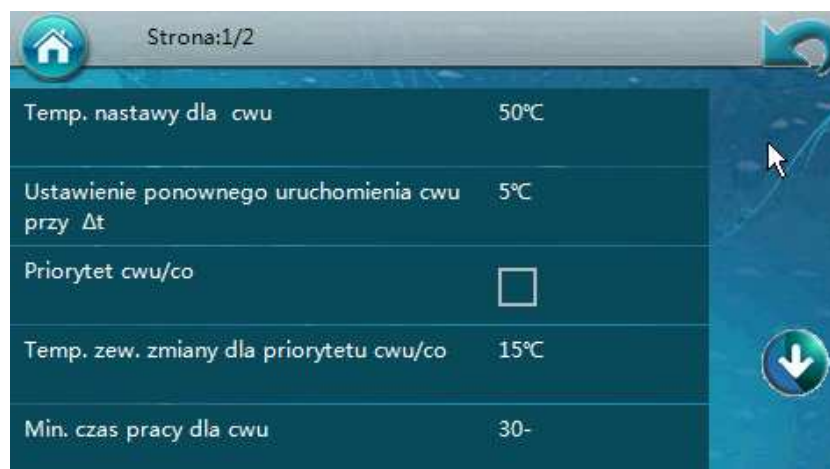 Strona:1/2
Temp. nastawy dla cwu 50℃
Ustawienie ponownego uruchomienia cwu 5℃
przy Δt
Priorytet cwu/co
Temp. zew. zmiany dla priorytetu cwu/co 15℃
Min. czas pracy dla cwu 30-